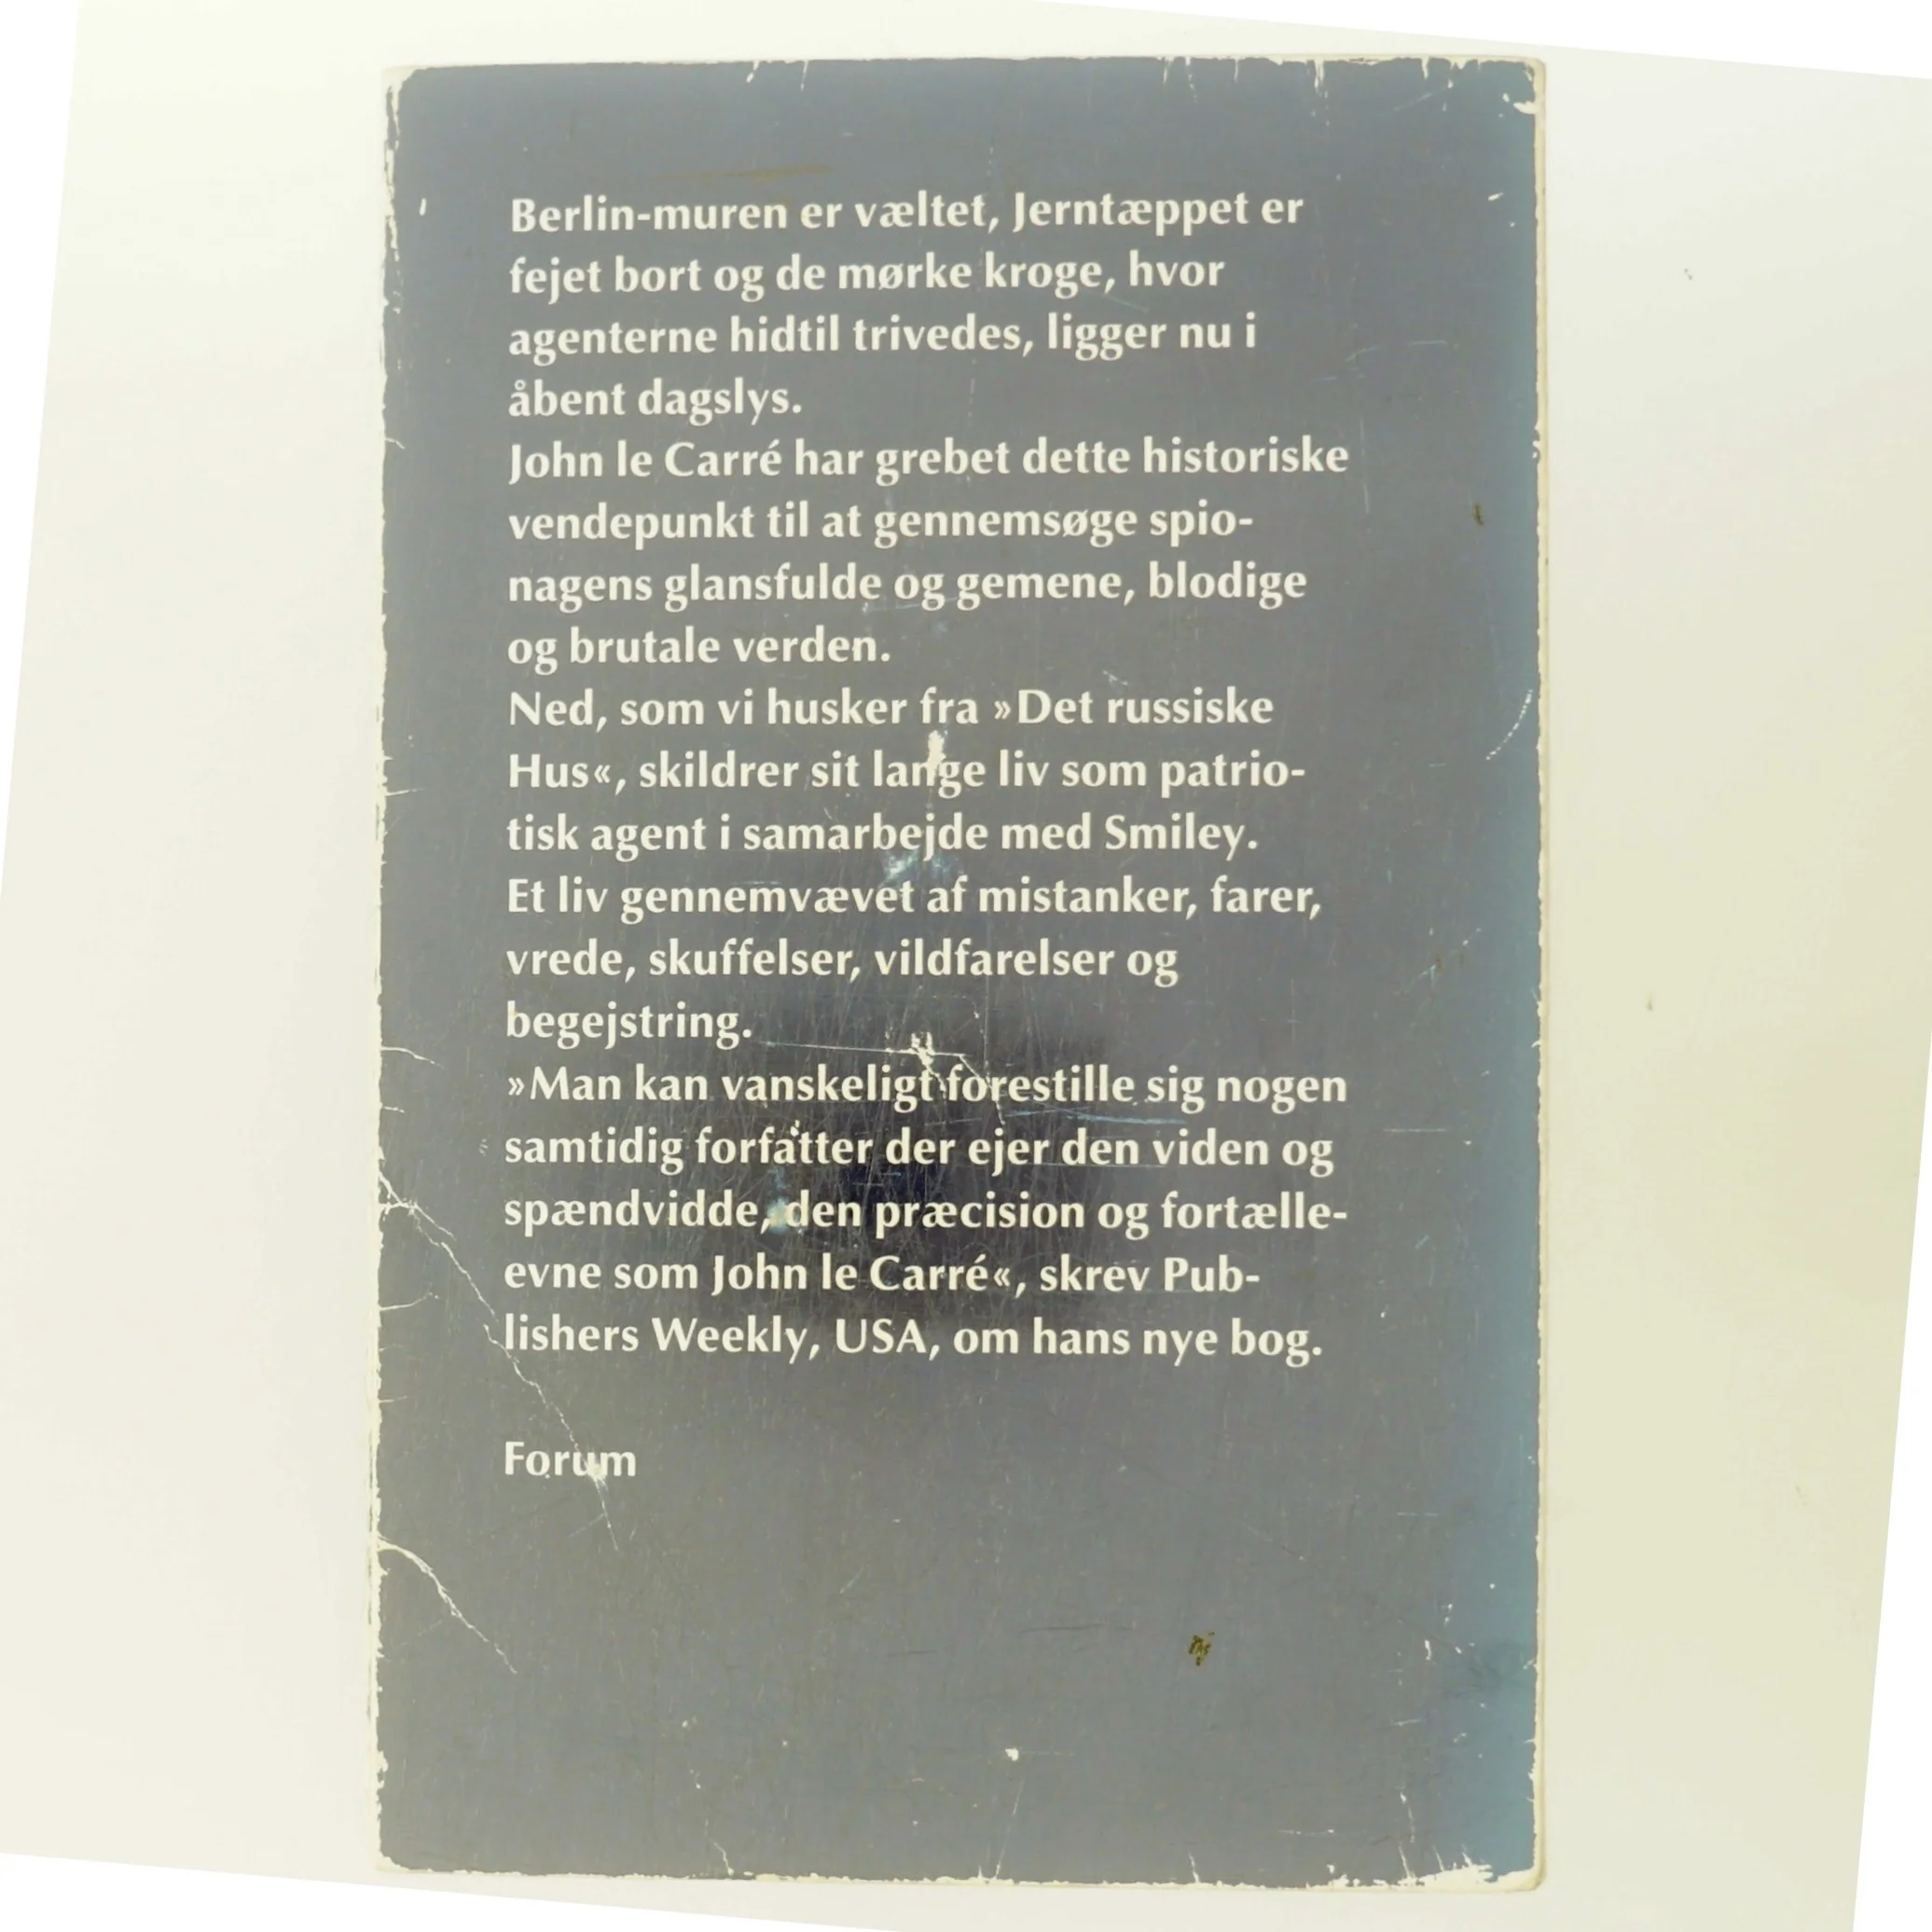 Berlin-muren er væltet, Jerntæppet er
fejet bort og de mørke kroge, hvor
agenterne hidtil trivedes, ligger nu i
åbent dagslys.
John le Carré har grebet dette historiske
vendepunkt til at gennemsøge spio-
nagens glansfulde og gemene, blodige
og brutale verden.
Ned, som vi husker fra »Det russiske
Hus«, skildrer sit lange liv som patrio-
tisk agent i samarbejde med Smiley.
Et liv gennemvævet af mistanker, farer,
vrede, skuffelser, vildfarelser og
begejstring.
»Man kan vanskeligt forestille sig nogen
samtidig forfatter der ejer den viden og
spændvidde, den præcision og fortælle-
evne som John le Carré«, skrev Pub-
lishers Weekly, USA, om hans nye bog.
Forum